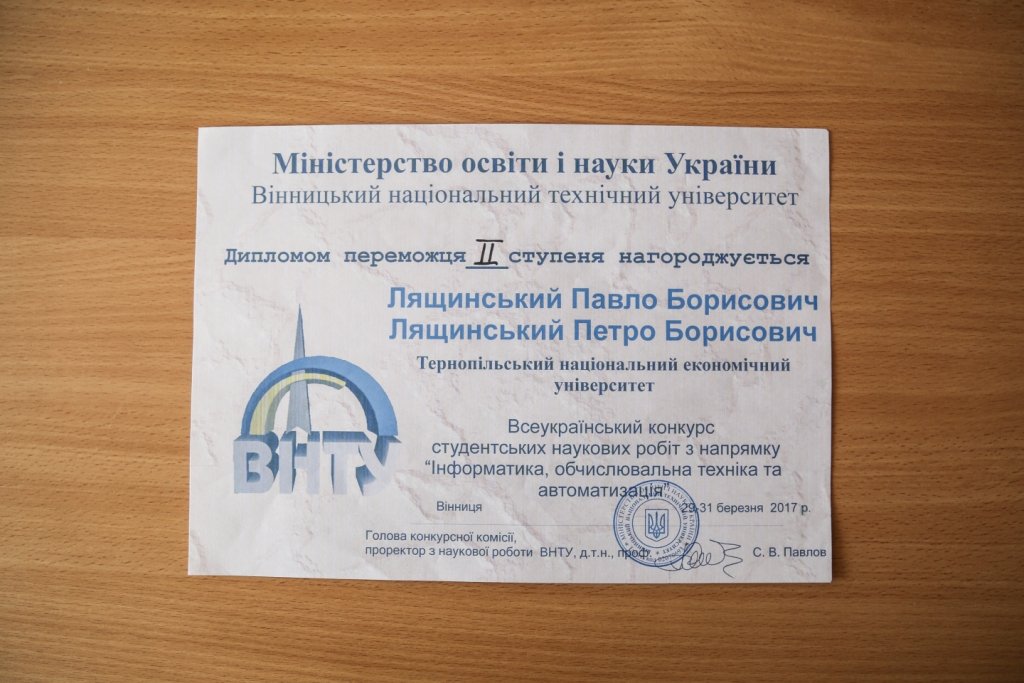 Міністерство освіти і науки України
Вінницький національний технічний університет
Дипломом переможця II ступеня нагороджується
Лящинський Павло Борисович
Лящинський Петро Борисович
Тернопільський національний економічний
університет
ВНТУ
Всеукраїнський конкурс
студентських наукових робіт з напрямку
“Інформатика, обчислювальна техніка та
автоматизація”
Вінниця 29-31 березня 2017 р.
Голова конкурсної комісії,
проректор з наукової роботи ВНТУ, д.т.н., проф. С. В. Павлов